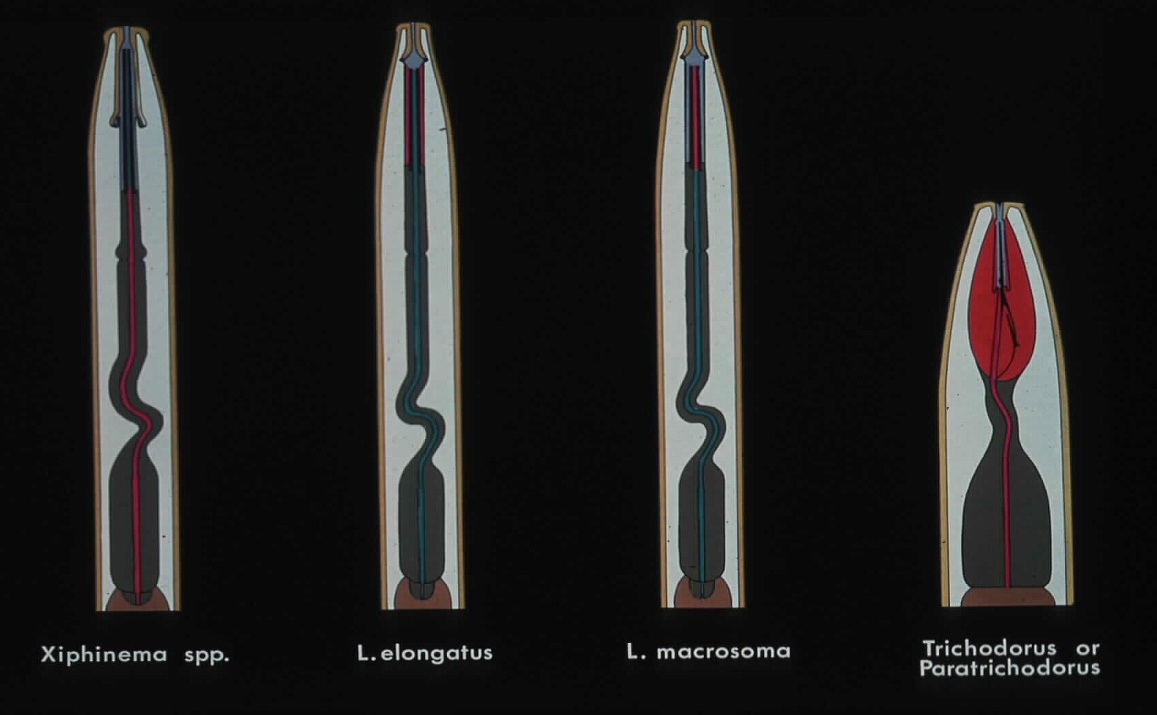 Xiphinema spp.
L. elongatus
L. macrosoma
Trichodorus or
Paratrichodorus